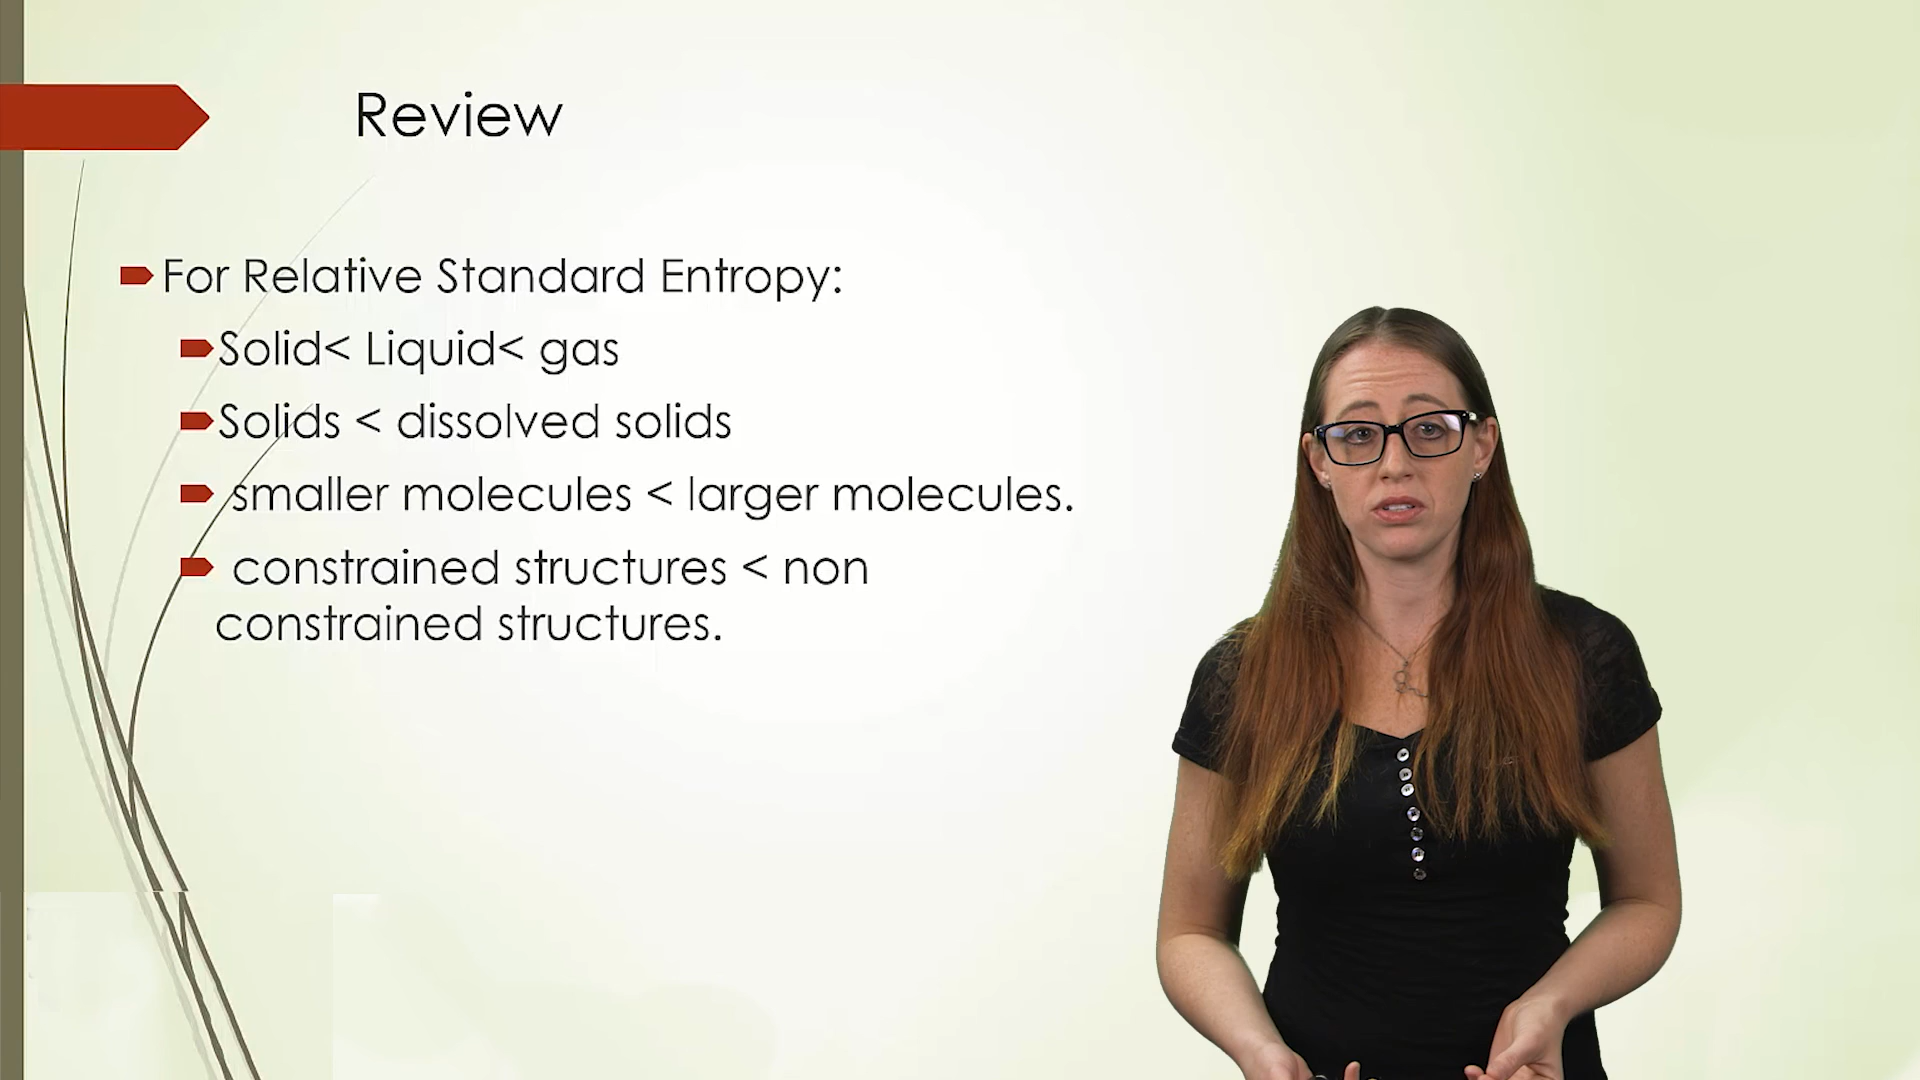 Review
For Relative Standard Entropy:
Solid< Liquid< gas
Solids < dissolved solids
smaller molecules < larger molecules.
constrained structures < non
constrained structures.